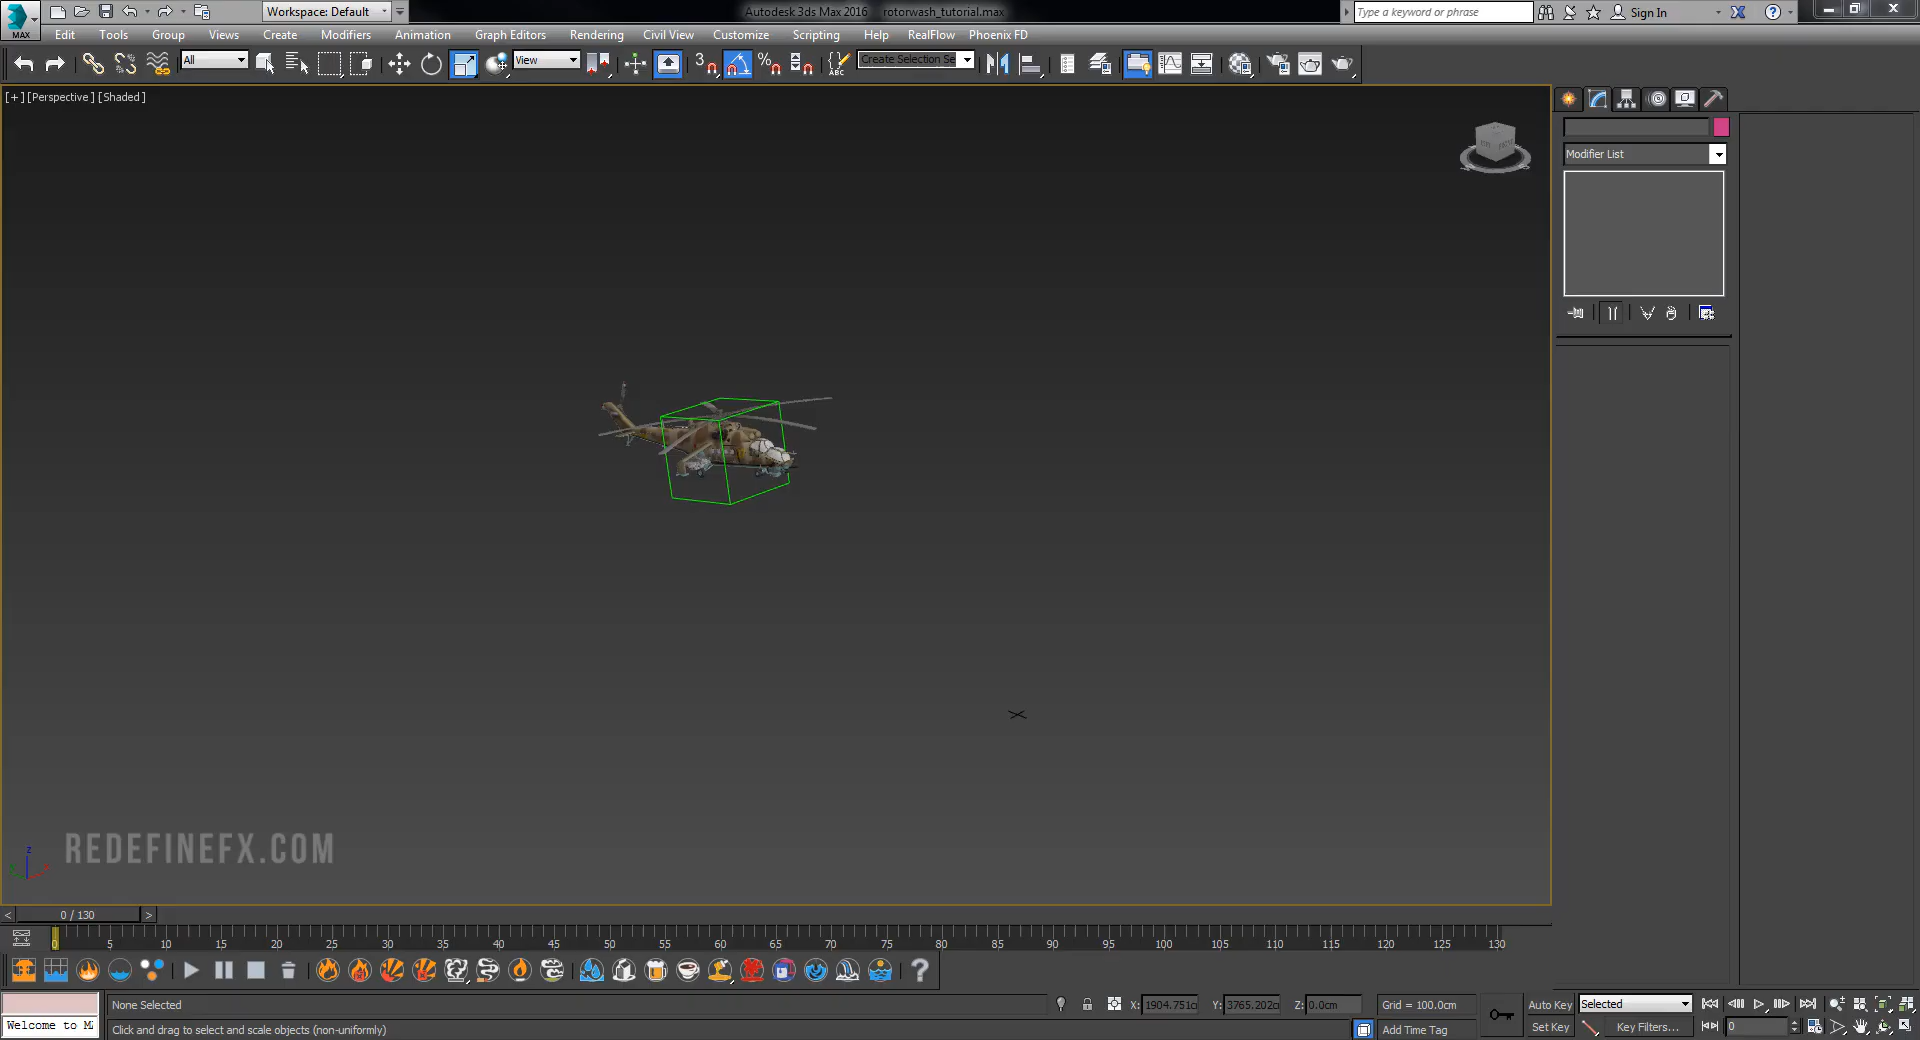 Workspace: Default
Autodesk 3ds Max 2016 rotorwash_tutorial.max
Type a keyword or phrase
Sign In
MAX
Edit Tools Group Views Create Modifiers Animation Graph Editors Rendering Civil View Customize Scripting Help RealFlow Phoenix FD
All
View
3
%
ABC
Create Selection Se
[+][Perspective][Shaded]
Modifier List
z
REDEFINEFX.COM
< 0 / 130 >
0 5 10 15 20 25 30 35 40 45 50 55 60 65 70 75 80 85 90 95 100 105 110 115 120 125 130
None Selected
X: 1904.751c Y: 3765.202c Z: 0.0cm
Grid = 100.0cm
Auto Key
Selected
Welcome to M
Click and drag to select and scale objects (non-uniformly)
Add Time Tag
Set Key
Key Filters...
0